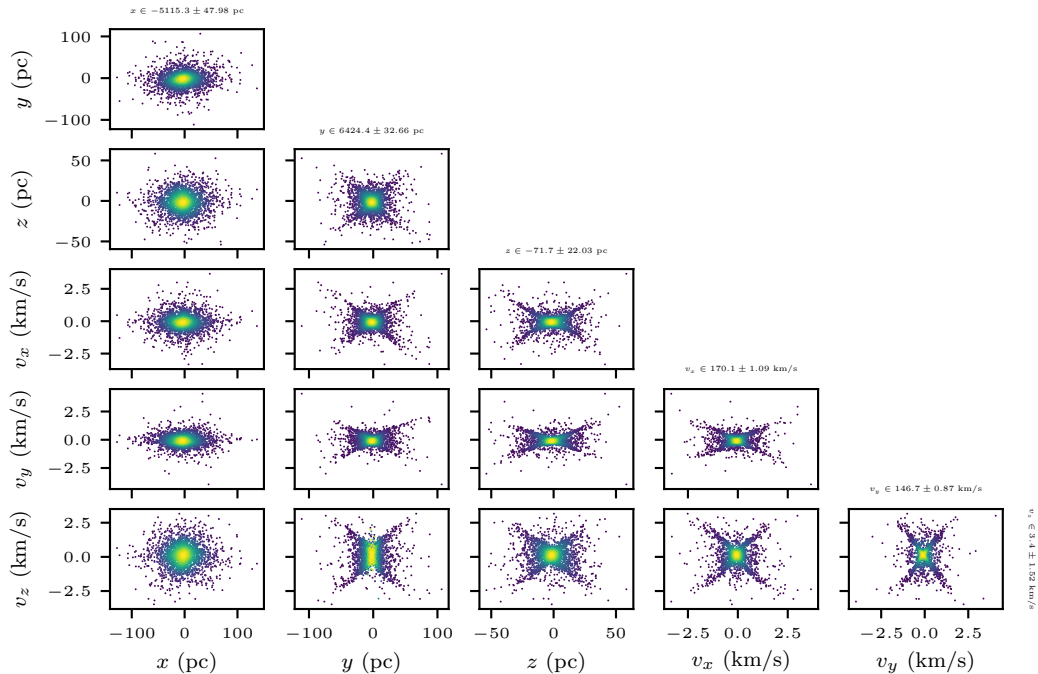 x ∈ −5115.3 ± 47.98 pc
100
0
−100
y (pc)
y ∈ 6424.4 ± 32.66 pc
50
0
−50
z (pc)
z ∈ −71.7 ± 22.03 pc
2.5
0.0
−2.5
v_x (km/s)
v_x ∈ 170.1 ± 1.09 km/s
2.5
0.0
−2.5
v_y (km/s)
v_y ∈ 146.7 ± 0.87 km/s
2.5
0.0
−2.5
v_z (km/s)
v_z ∈ 3.4 ± 1.52 km/s
−100 0 100 −100 0 100 −50 0 50 −2.5 0.0 2.5 −2.5 0.0 2.5
x (pc) y (pc) z (pc) v_x (km/s) v_y (km/s)